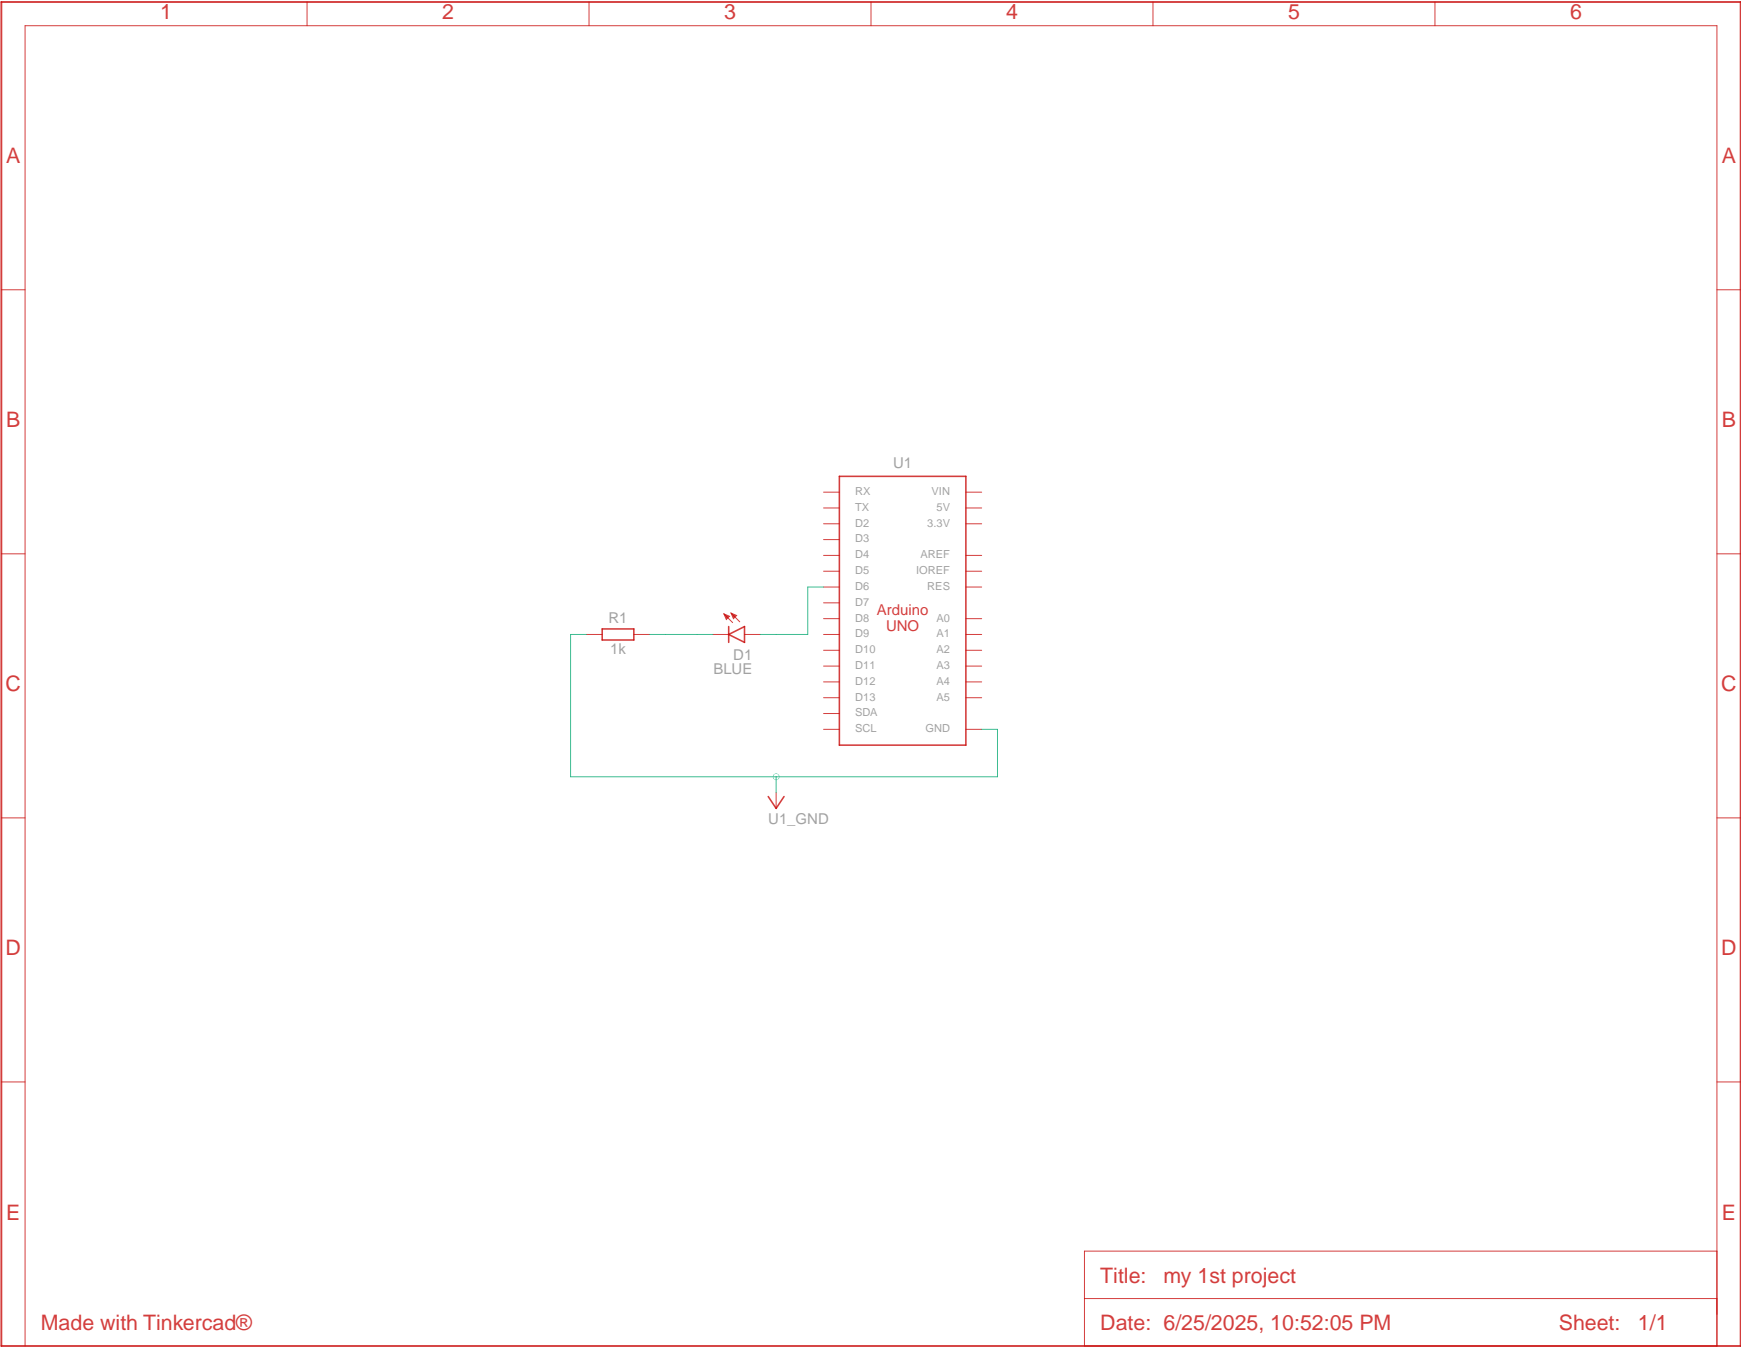 1 2 3 4 5 6
A A
B B
U1
RX VIN
TX 5V
D2 3.3V
D3
D4 AREF
D5 IOREF
D6 RES
D7
Arduino
R1 D8 A0
UNO
D9 A1
1k D10 A2
D1
BLUE D11 A3
C D12 A4 C
D13 A5
SDA
SCL GND
U1_GND
D D
E E
Title: my 1st project
Made with Tinkercad® Date: 6/25/2025, 10:52:05 PM Sheet: 1/1